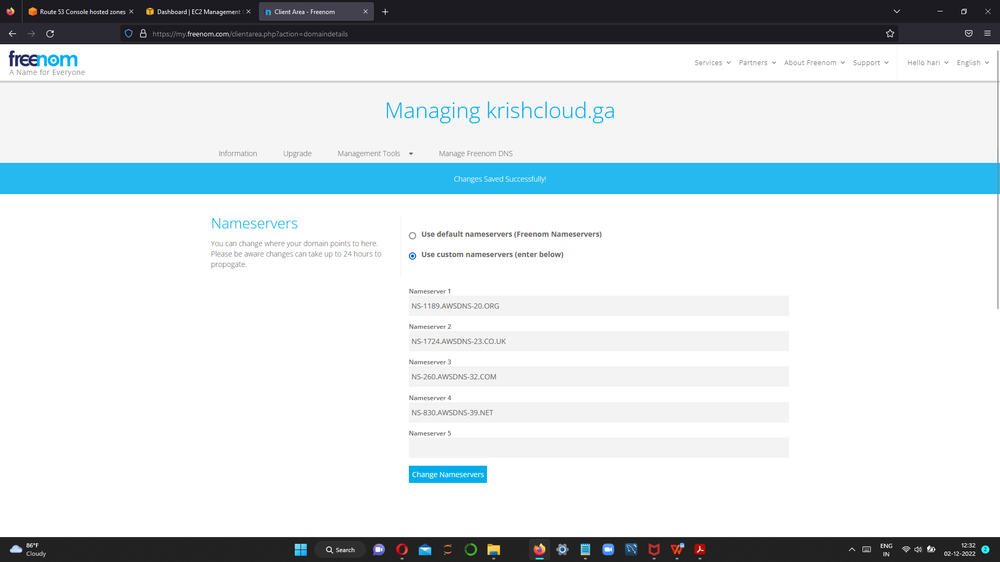 Route 53 Console hosted zones
Dashboard | EC2 Management C
Client Area - Freenom
https://my.freenom.com/clientarea.php?action=domaindetails
freenom
A Name for Everyone
Services
Partners
About Freenom
Support
Hello hari
English
Managing krishcloud.ga
Information
Upgrade
Management Tools
Manage Freenom DNS
Changes Saved Successfully!
Nameservers
You can change where your domain points to here.
Please be aware changes can take up to 24 hours to
propogate.
Use default nameservers (Freenom Nameservers)
Use custom nameservers (enter below)
Nameserver 1
NS-1189.AWSDNS-20.ORG
Nameserver 2
NS-1724.AWSDNS-23.CO.UK
Nameserver 3
NS-260.AWSDNS-32.COM
Nameserver 4
NS-830.AWSDNS-39.NET
Nameserver 5
Change Nameservers
86°F
Cloudy
Search
ENG
IN
12:32
02-12-2022
2